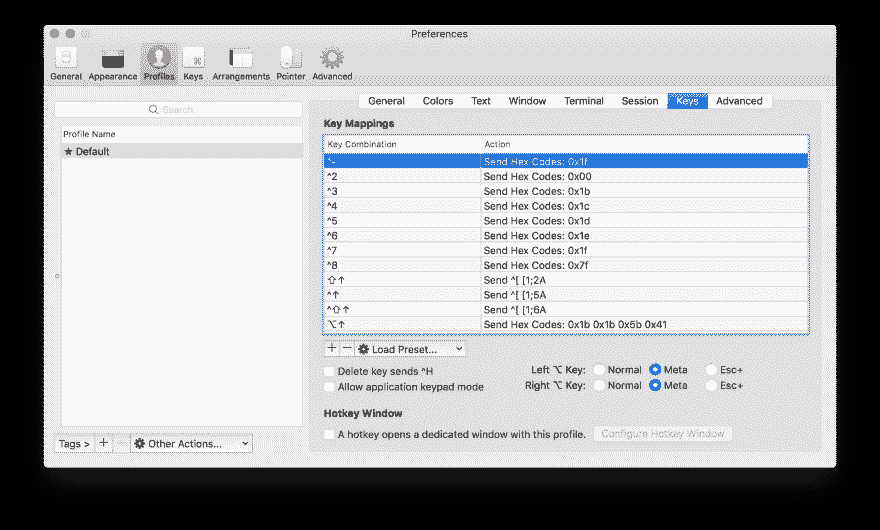 Preferences
General Appearance Profiles Keys Arrangements Pointer Advanced
Search
Profile Name
★ Default
Tags > + − Other Actions...
General Colors Text Window Terminal Session Keys Advanced
Key Mappings
Key Combination Action
^- Send Hex Codes: 0x1f
^2 Send Hex Codes: 0x00
^3 Send Hex Codes: 0x1b
^4 Send Hex Codes: 0x1c
^5 Send Hex Codes: 0x1d
^6 Send Hex Codes: 0x1e
^7 Send Hex Codes: 0x1f
^8 Send Hex Codes: 0x7f
⇧↑ Send ^[ [1;2A
^↑ Send ^[ [1;5A
^⇧↑ Send ^[ [1;6A
⌥↑ Send Hex Codes: 0x1b 0x1b 0x5b 0x41
+ − Load Preset...
Delete key sends ^H
Allow application keypad mode
Left ⌥ Key: Normal Meta Esc+
Right ⌥ Key: Normal Meta Esc+
Hotkey Window
A hotkey opens a dedicated window with this profile. Configure Hotkey Window